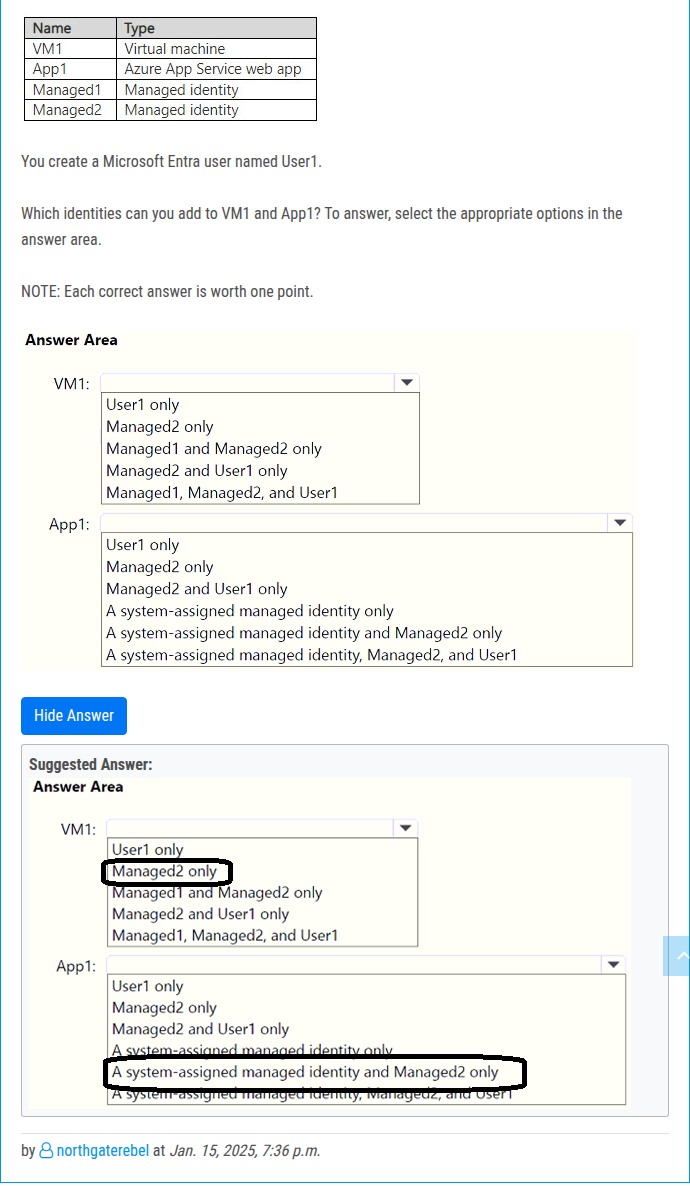 Name Type
VM1 Virtual machine
App1 Azure App Service web app
Managed1 Managed identity
Managed2 Managed identity
You create a Microsoft Entra user named User1.
Which identities can you add to VM1 and App1? To answer, select the appropriate options in the
answer area.
NOTE: Each correct answer is worth one point.
Answer Area
VM1:
User1 only
Managed2 only
Managed1 and Managed2 only
Managed2 and User1 only
Managed1, Managed2, and User1
App1:
User1 only
Managed2 only
Managed2 and User1 only
A system-assigned managed identity only
A system-assigned managed identity and Managed2 only
A system-assigned managed identity, Managed2, and User1
Hide Answer
Suggested Answer:
Answer Area
VM1:
User1 only
Managed2 only
Managed1 and Managed2 only
Managed2 and User1 only
Managed1, Managed2, and User1
App1:
User1 only
Managed2 only
Managed2 and User1 only
A system-assigned managed identity only
A system-assigned managed identity and Managed2 only
A system-assigned managed identity, Managed2, and User1
by northgaterebel at Jan. 15, 2025, 7:36 p.m.